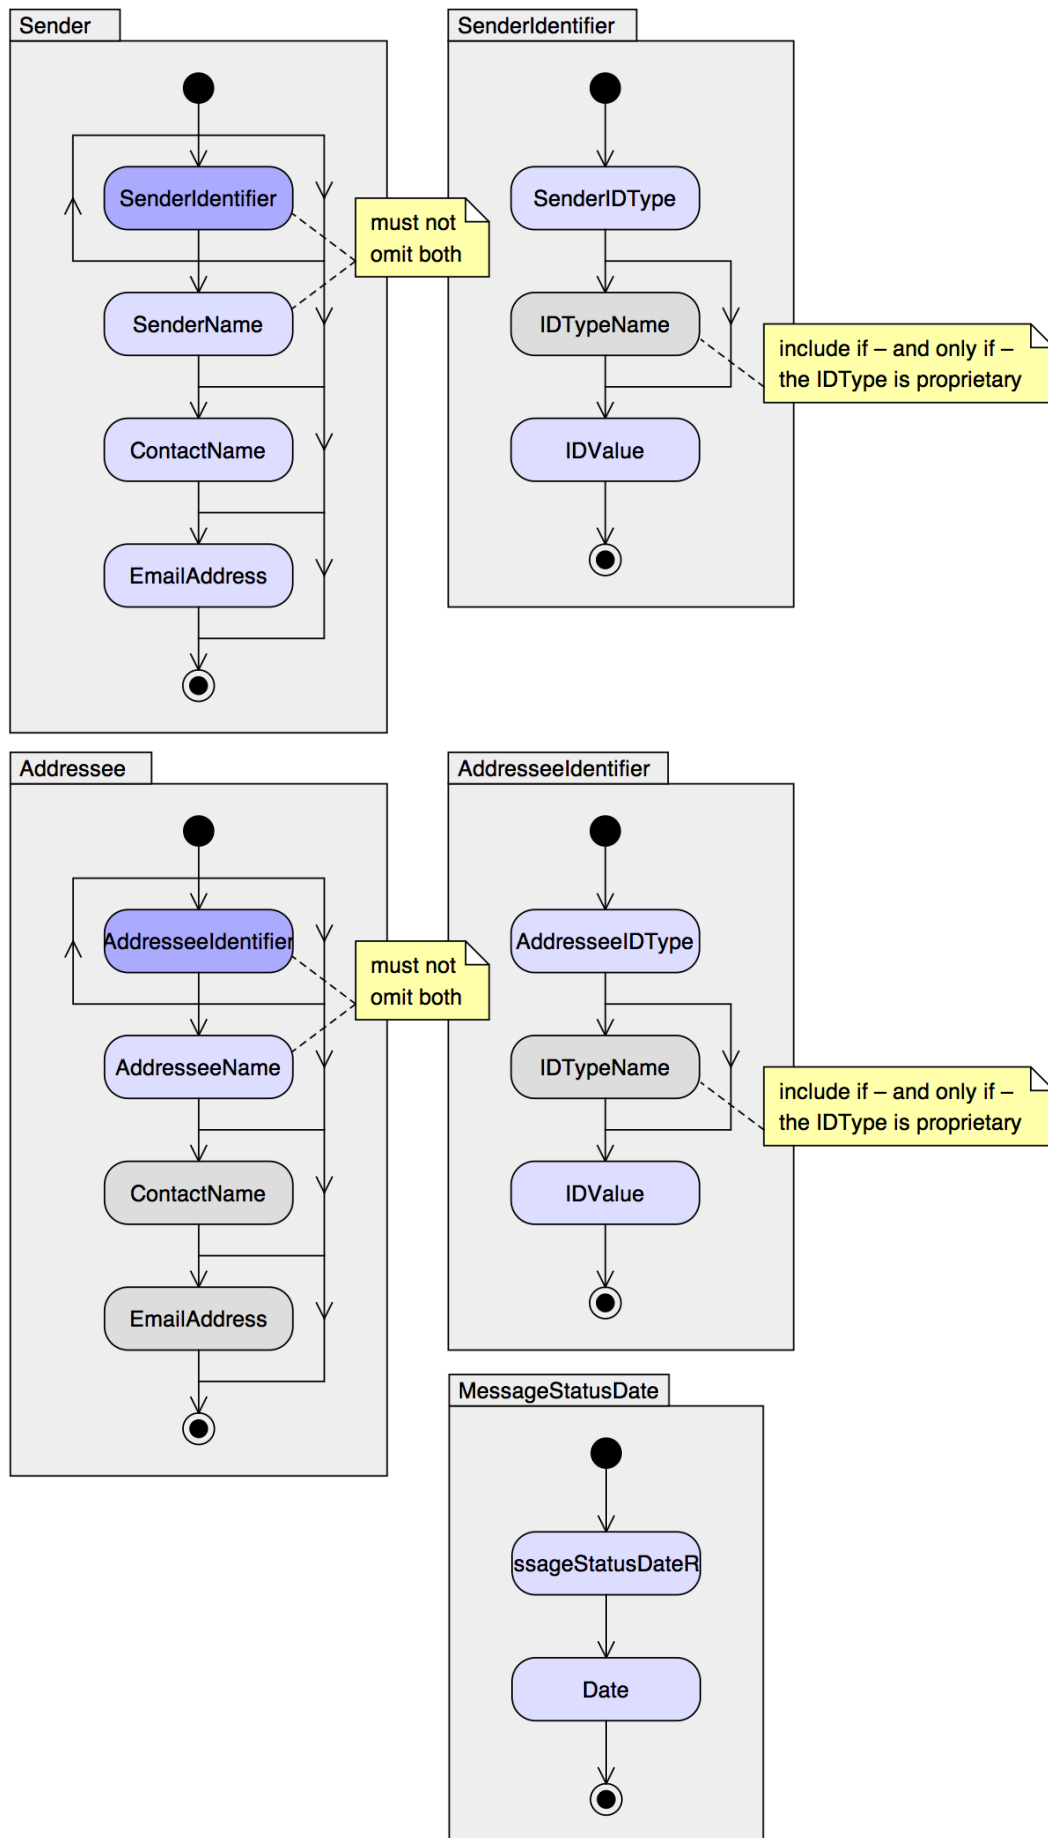 Sender
SenderIdentifier
must not
omit both
SenderName
ContactName
EmailAddress
SenderIdentifier
SenderIDType
IDTypeName
include if – and only if –
the IDType is proprietary
IDValue
Addressee
AddresseeIdentifier
must not
omit both
AddresseeName
ContactName
EmailAddress
AddresseeIdentifier
AddresseeIDType
IDTypeName
include if – and only if –
the IDType is proprietary
IDValue
MessageStatusDate
ssageStatusDateR
Date